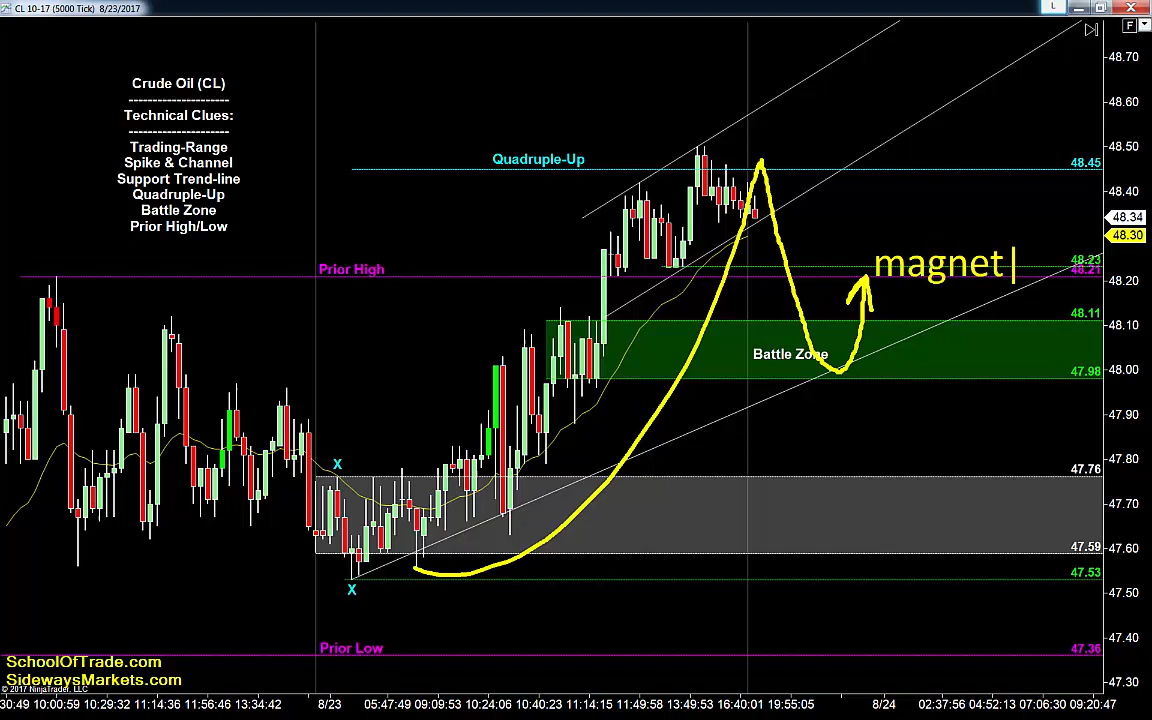 CL 10-17 (5000 Tick) 8/23/2017
L
F
48.70
Crude Oil (CL)
---------------------
Technical Clues:
---------------------
Trading-Range
Spike & Channel
Support Trend-line
Quadruple-Up
Battle Zone
Prior High/Low
48.60
48.50
Quadruple-Up
48.45
48.40
48.34
48.30
magnet|
48.23
Prior High
48.21
48.20
48.11
48.10
Battle Zone
47.98
48.00
47.90
47.80
X
47.76
47.70
47.60
47.59
47.53
X
47.50
47.40
Prior Low
47.36
SchoolOfTrade.com
47.30
SidewaysMarkets.com
© 2017 NinjaTrader, LLC
30:49 10:00:59 10:29:32 11:14:36 11:56:46 13:34:42 8/23 05:47:49 09:09:53 10:24:06 10:40:23 11:14:15 11:49:58 13:49:53 16:40:01 19:55:05 8/24 02:37:56 04:52:13 07:06:30 09:20:47